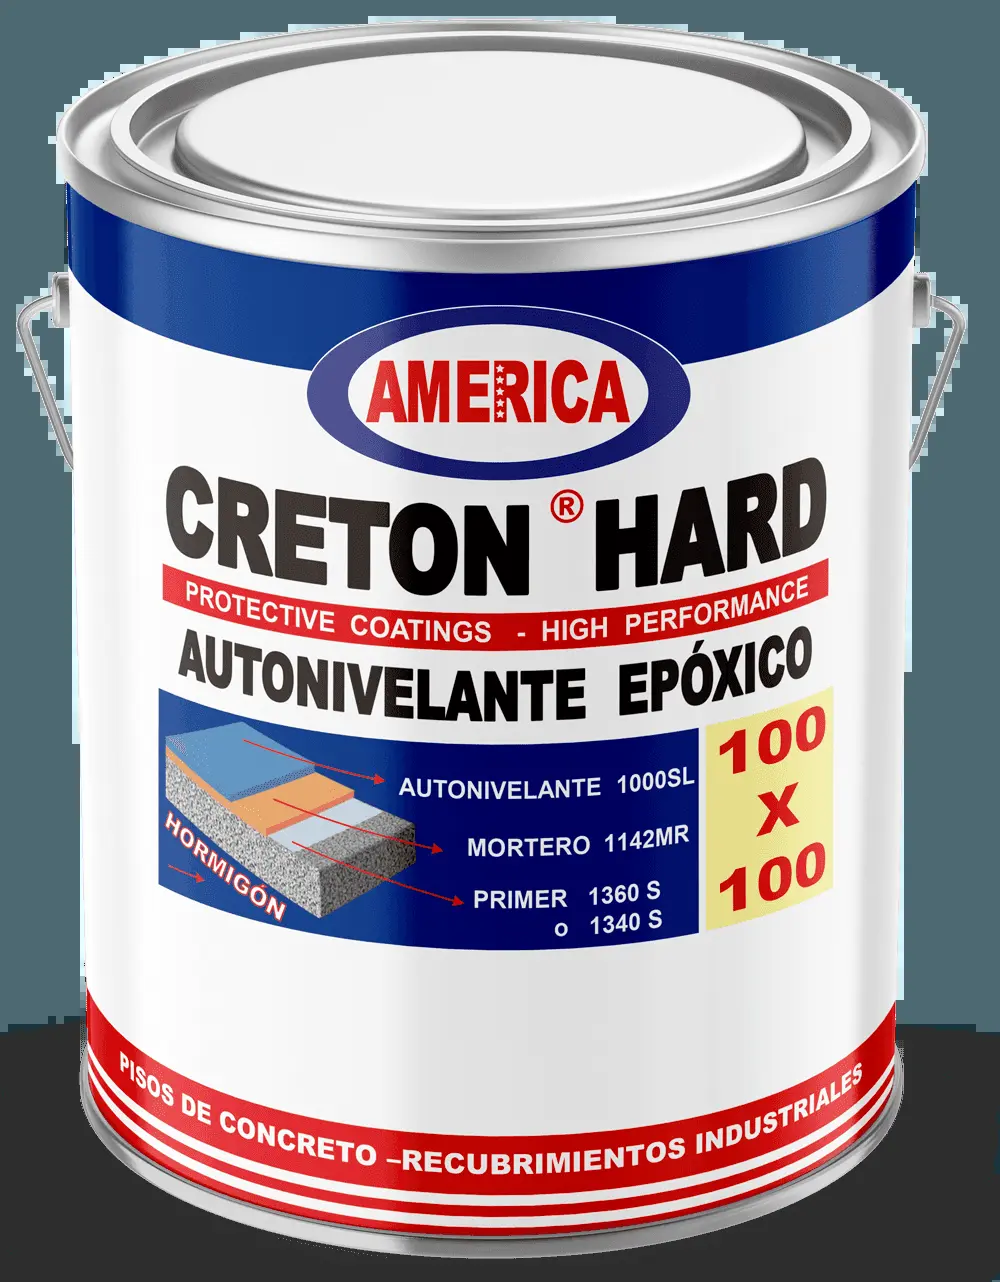 AMERICA
CRETON ® HARD
PROTECTIVE COATINGS - HIGH PERFORMANCE
AUTONIVELANTE EPÓXICO
AUTONIVELANTE 1000SL
MORTERO 1142MR
PRIMER 1360 S
o 1340 S
HORMIGÓN
100
X
100
PISOS DE CONCRETO –RECUBRIMIENTOS INDUSTRIALES